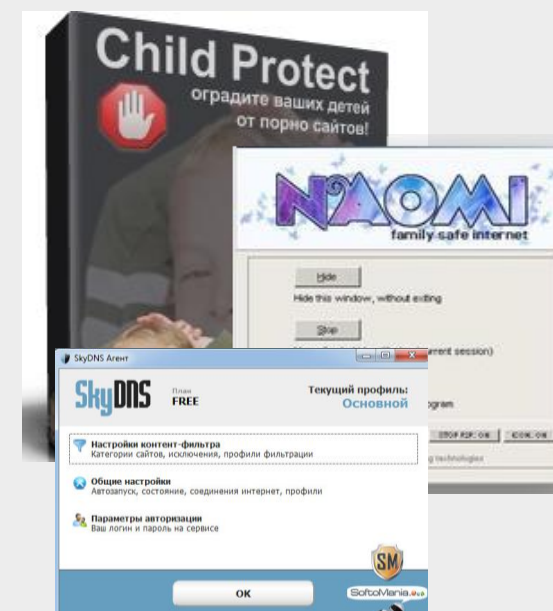 Child Protect
оградите ваших детей
от порно сайтов!
NAOMI
family safe internet
Hide
Hide this window, without exiting
Stop
rrent session)
ogram
STOP P2P: ON
ICON: ON
g technologies
SkyDNS Агент
SkyDNS
План
FREE
Текущий профиль:
Основной
Настройки контент-фильтра
Категории сайтов, исключения, профили фильтрации
Общие настройки
Автозапуск, состояние, соединения интернет, профили
Параметры авторизации
Ваш логин и пароль на сервисе
OK
SM
SoftoMania